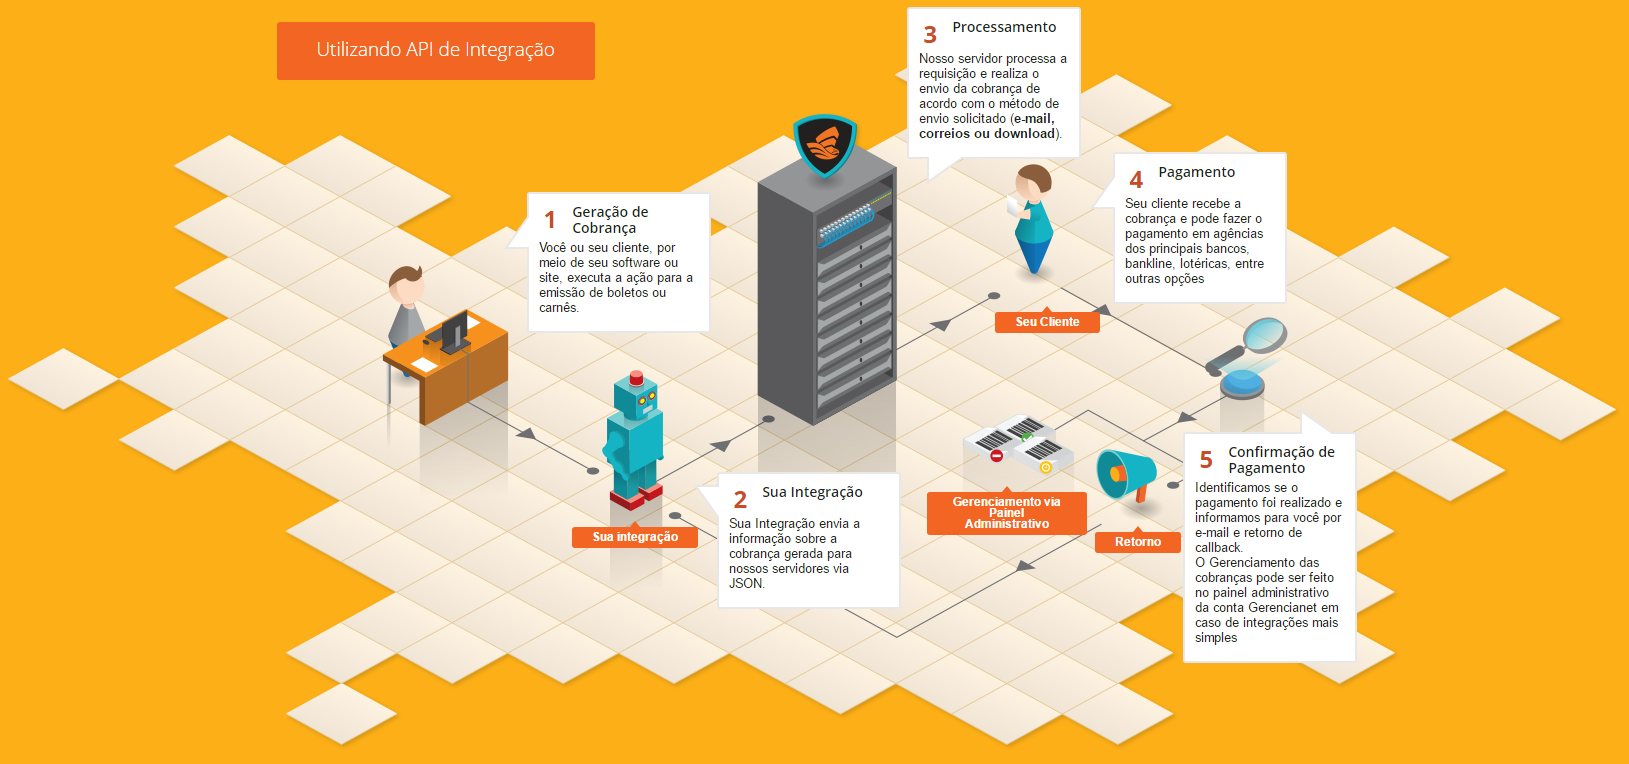 Utilizando API de Integração
1 Geração de
Cobrança
Você ou seu cliente, por
meio de seu software ou
site, executa a ação para a
emissão de boletos ou
carnês.
Sua integração
2 Sua Integração
Sua Integração envia a
informação sobre a
cobrança gerada para
nossos servidores via
JSON.
3 Processamento
Nosso servidor processa a
requisição e realiza o
envio da cobrança de
acordo com o método de
envio solicitado (e-mail,
correios ou download).
Seu Cliente
4 Pagamento
Seu cliente recebe a
cobrança e pode fazer o
pagamento em agências
dos principais bancos,
bankline, lotéricas, entre
outras opções
Gerenciamento via
Painel
Administrativo
Retorno
5 Confirmação de
Pagamento
Identificamos se o
pagamento foi realizado e
informamos para você por
e-mail e retorno de
callback.
O Gerenciamento das
cobranças pode ser feito
no painel administrativo
da conta Gerencianet em
caso de integrações mais
simples